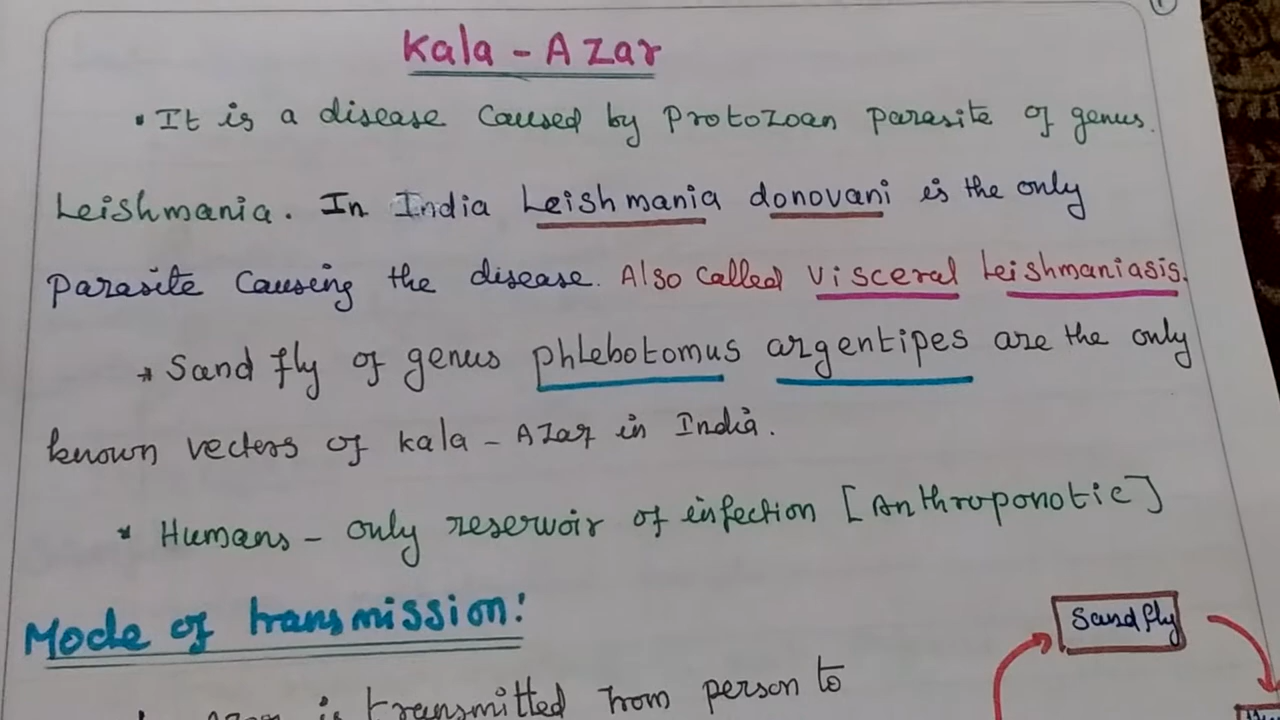 Kala - Azar
• It is a disease caused by protozoan parasite of genus.
Leishmania. In India Leishmania donovani is the only
parasite causing the disease. Also called Visceral Leishmaniasis.
→ Sand fly of genus phlebotomus argentipes are the only
known vecters of kala - Azar in India.
* Humans - only reservoir of infection [Anthroponotic]
Mode of transmission:
Sand fly
is transmitted from person to